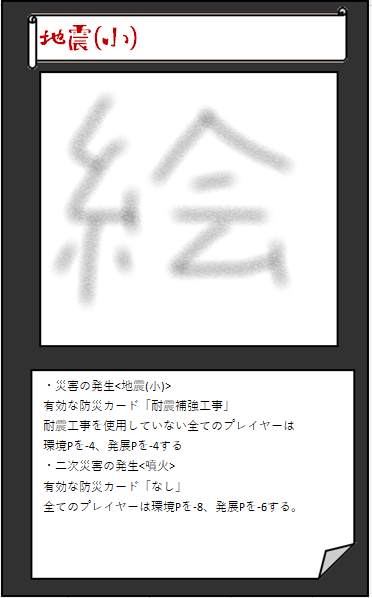 地震(小)
絵
・災害の発生<地震(小)>
有効な防災カード「耐震補強工事」
耐震工事を使用していない全てのプレイヤーは
環境Pを-4、発展Pを-4する
・二次災害の発生<噴火>
有効な防災カード「なし」
全てのプレイヤーは環境Pを-8、発展Pを-6する。